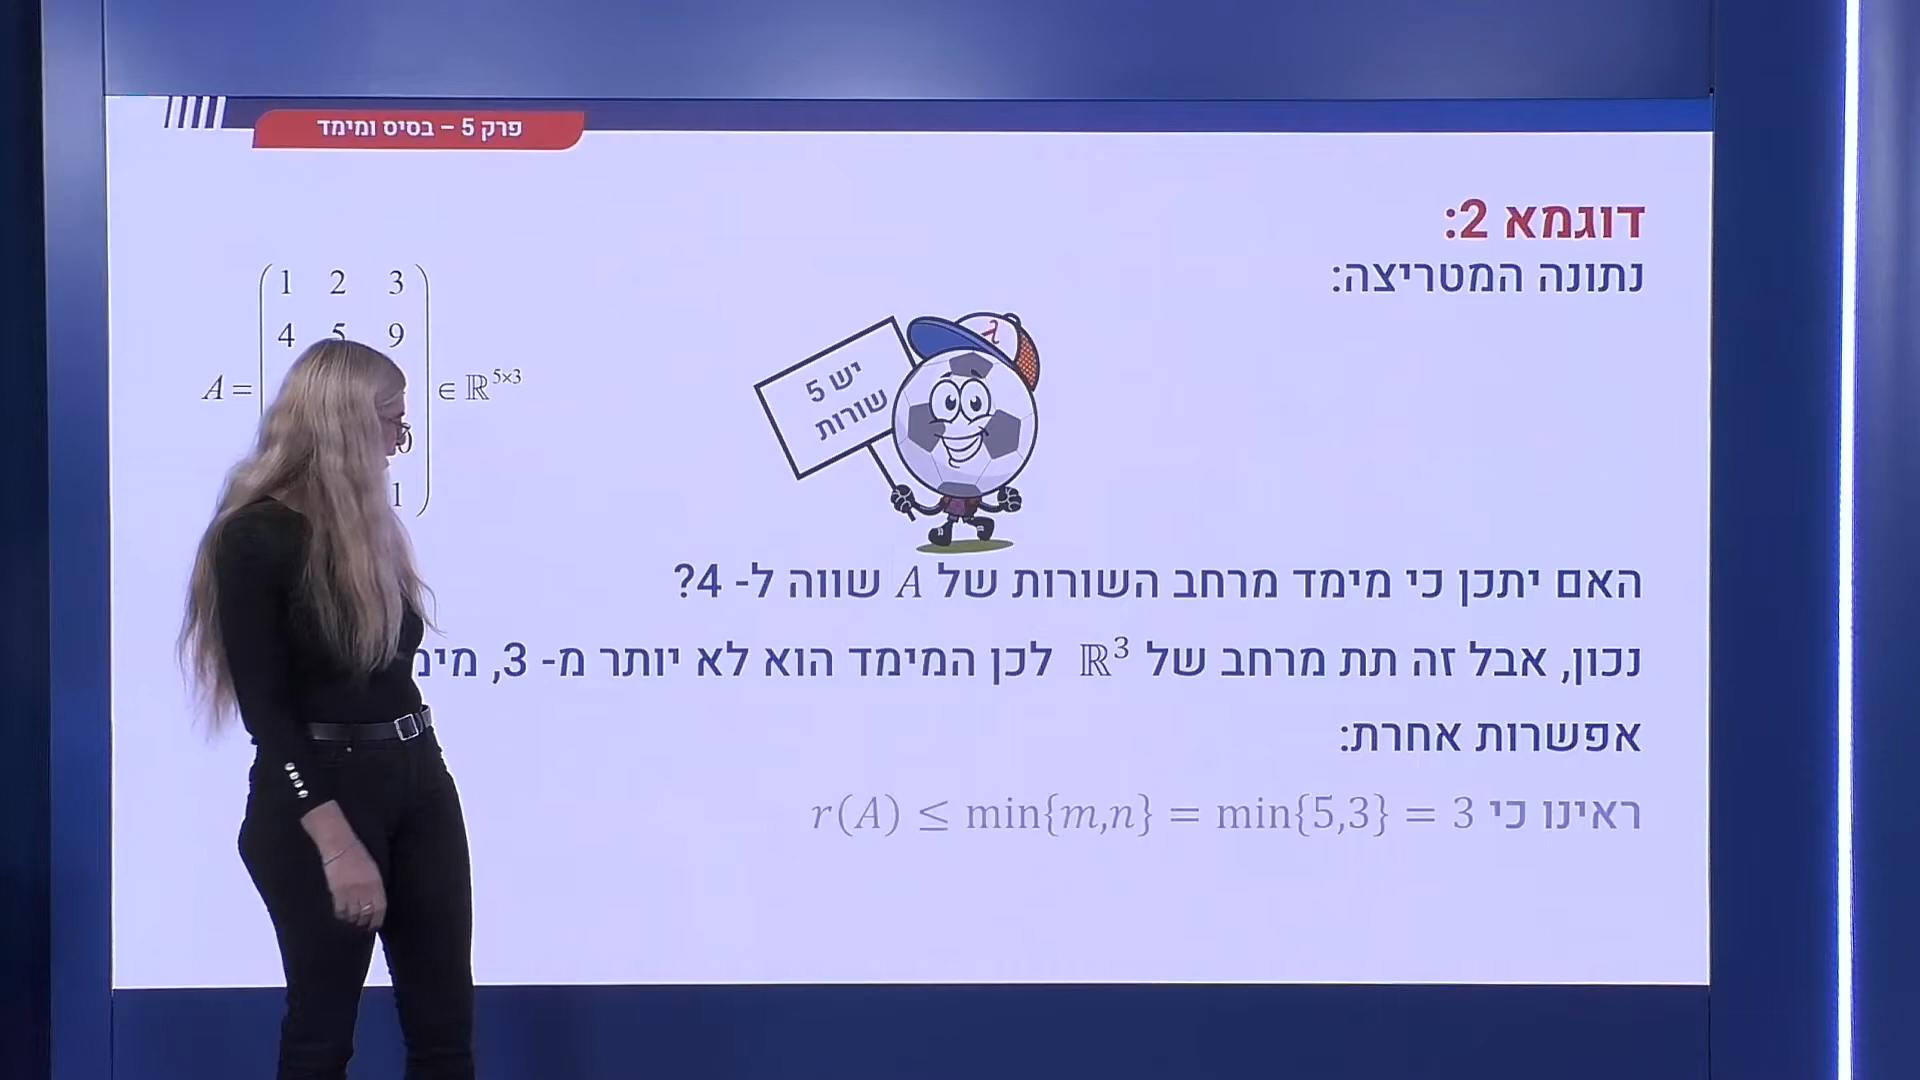 פרק 5 – בסיס ומימד
דוגמא 2:
נתונה המטריצה:
1 2 3
4 5 9
A = ∈ ℝ^{5×3}
1
יש 5
שורות
האם יתכן כי מימד מרחב השורות של A שווה ל- 4?
נכון, אבל זה תת מרחב של ℝ³ לכן המימד הוא לא יותר מ- 3,
אפשרות אחרת:
ראינו כי r(A) ≤ min{m,n} = min{5,3} = 3